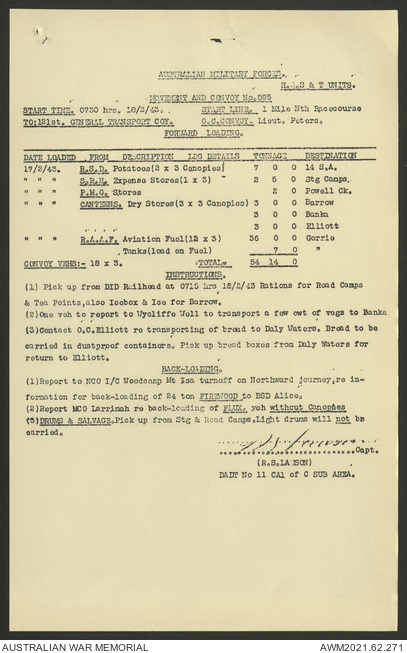 AUSTRALIAN MILITARY FORCES.
H.Q.S & T UNITS.
MOVEMENT AND CONVOY No.895
START TIME. 0730 hrs. 18/2/43. START LINE. 1 Mile Nth Racecourse
TO;121st. GENERAL TRANSPORT COY. O.C.CONVOY. Lieut. Peters.
FORWARD LOADING.
DATE LOADED FROM DESCRIPTION LDG DETAILS TONNAGE DESTINATION
17/2/43. B.S.D. Potatoes(2 x 3 Canopies) 7 0 0 14 S.A.
" " " S.R.H. Expense Stores(1 x 3) 2 5 0 Stg Camps.
" " " P.M.G. Stores 2 0 Powell Ck.
" " " CANTEENS. Dry Stores(3 x 3 Canopies) 3 0 0 Barrow
3 0 0 Banka
3 0 0 Elliott
" " " R.A.A.F. Aviation Fuel(12 x 3) 36 0 0 Gorrie
Tanks(load on Fuel) 7 0 "
CONVOY VEHS:- 18 x 3. TOTAL. 54 14 0
INSTRUCTIONS.
(1) Pick up from DID Railhead at 0715 hrs 18/2/43 Rations for Road Camps
& Tea Points,also Icebox & Ice for Barrow.
(2)One veh to report to Wycliffe Well to transport a few cwt of vegs to Banka
(3)Contact O.C.Elliott re transporting of bread to Daly Waters. Bread to be
carried in dustproof containers. Pick up bread boxes from Daly Waters for
return to Elliott.
BACK-LOADING.
(1)Report to NCO I/C Woodcamp Mt Isa turnoff on Northward journey,re in-
formation for back-loading of 24 ton FIREWOOD to BSD Alice.
(2)Report MCO Larrimah re back-loading of FLUX. veh without Canopies
(3)DRUMS & SALVAGE.Pick up from Stg & Road Camps.Light drums will not be
carried.
Capt.
(R.S.LAWSON)
DADT No 11 CA1 of C SUB AREA.
AUSTRALIAN WAR MEMORIAL
AWM2021.62.271